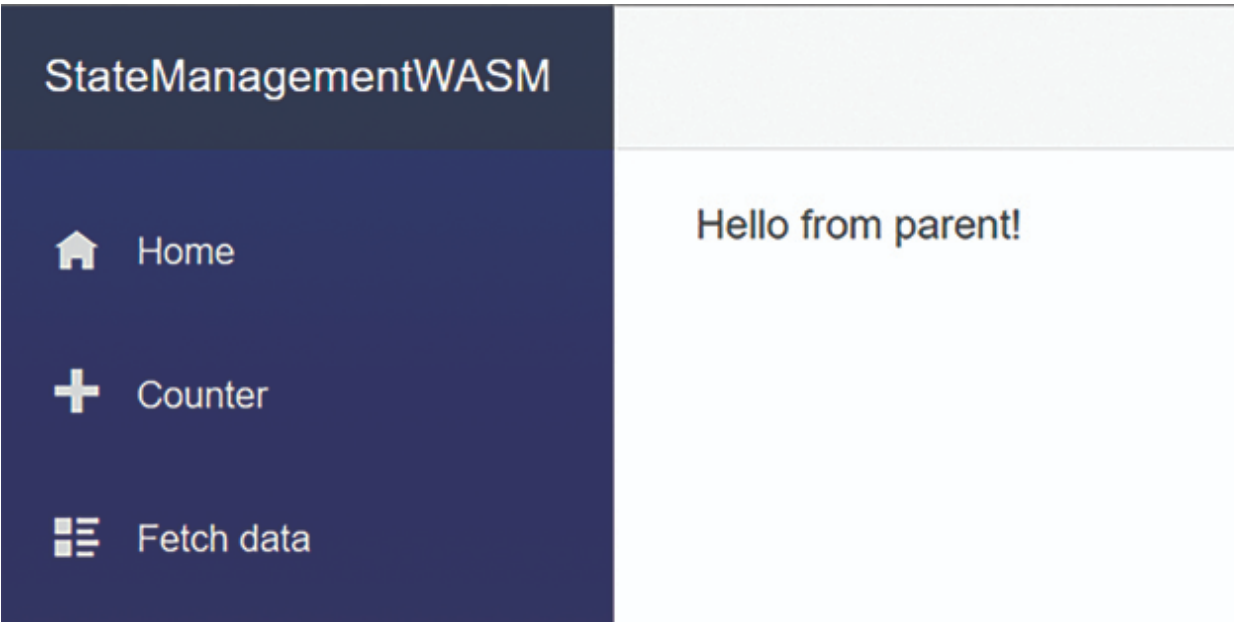 StateManagementWASM
Home
Counter
Fetch data
Hello from parent!